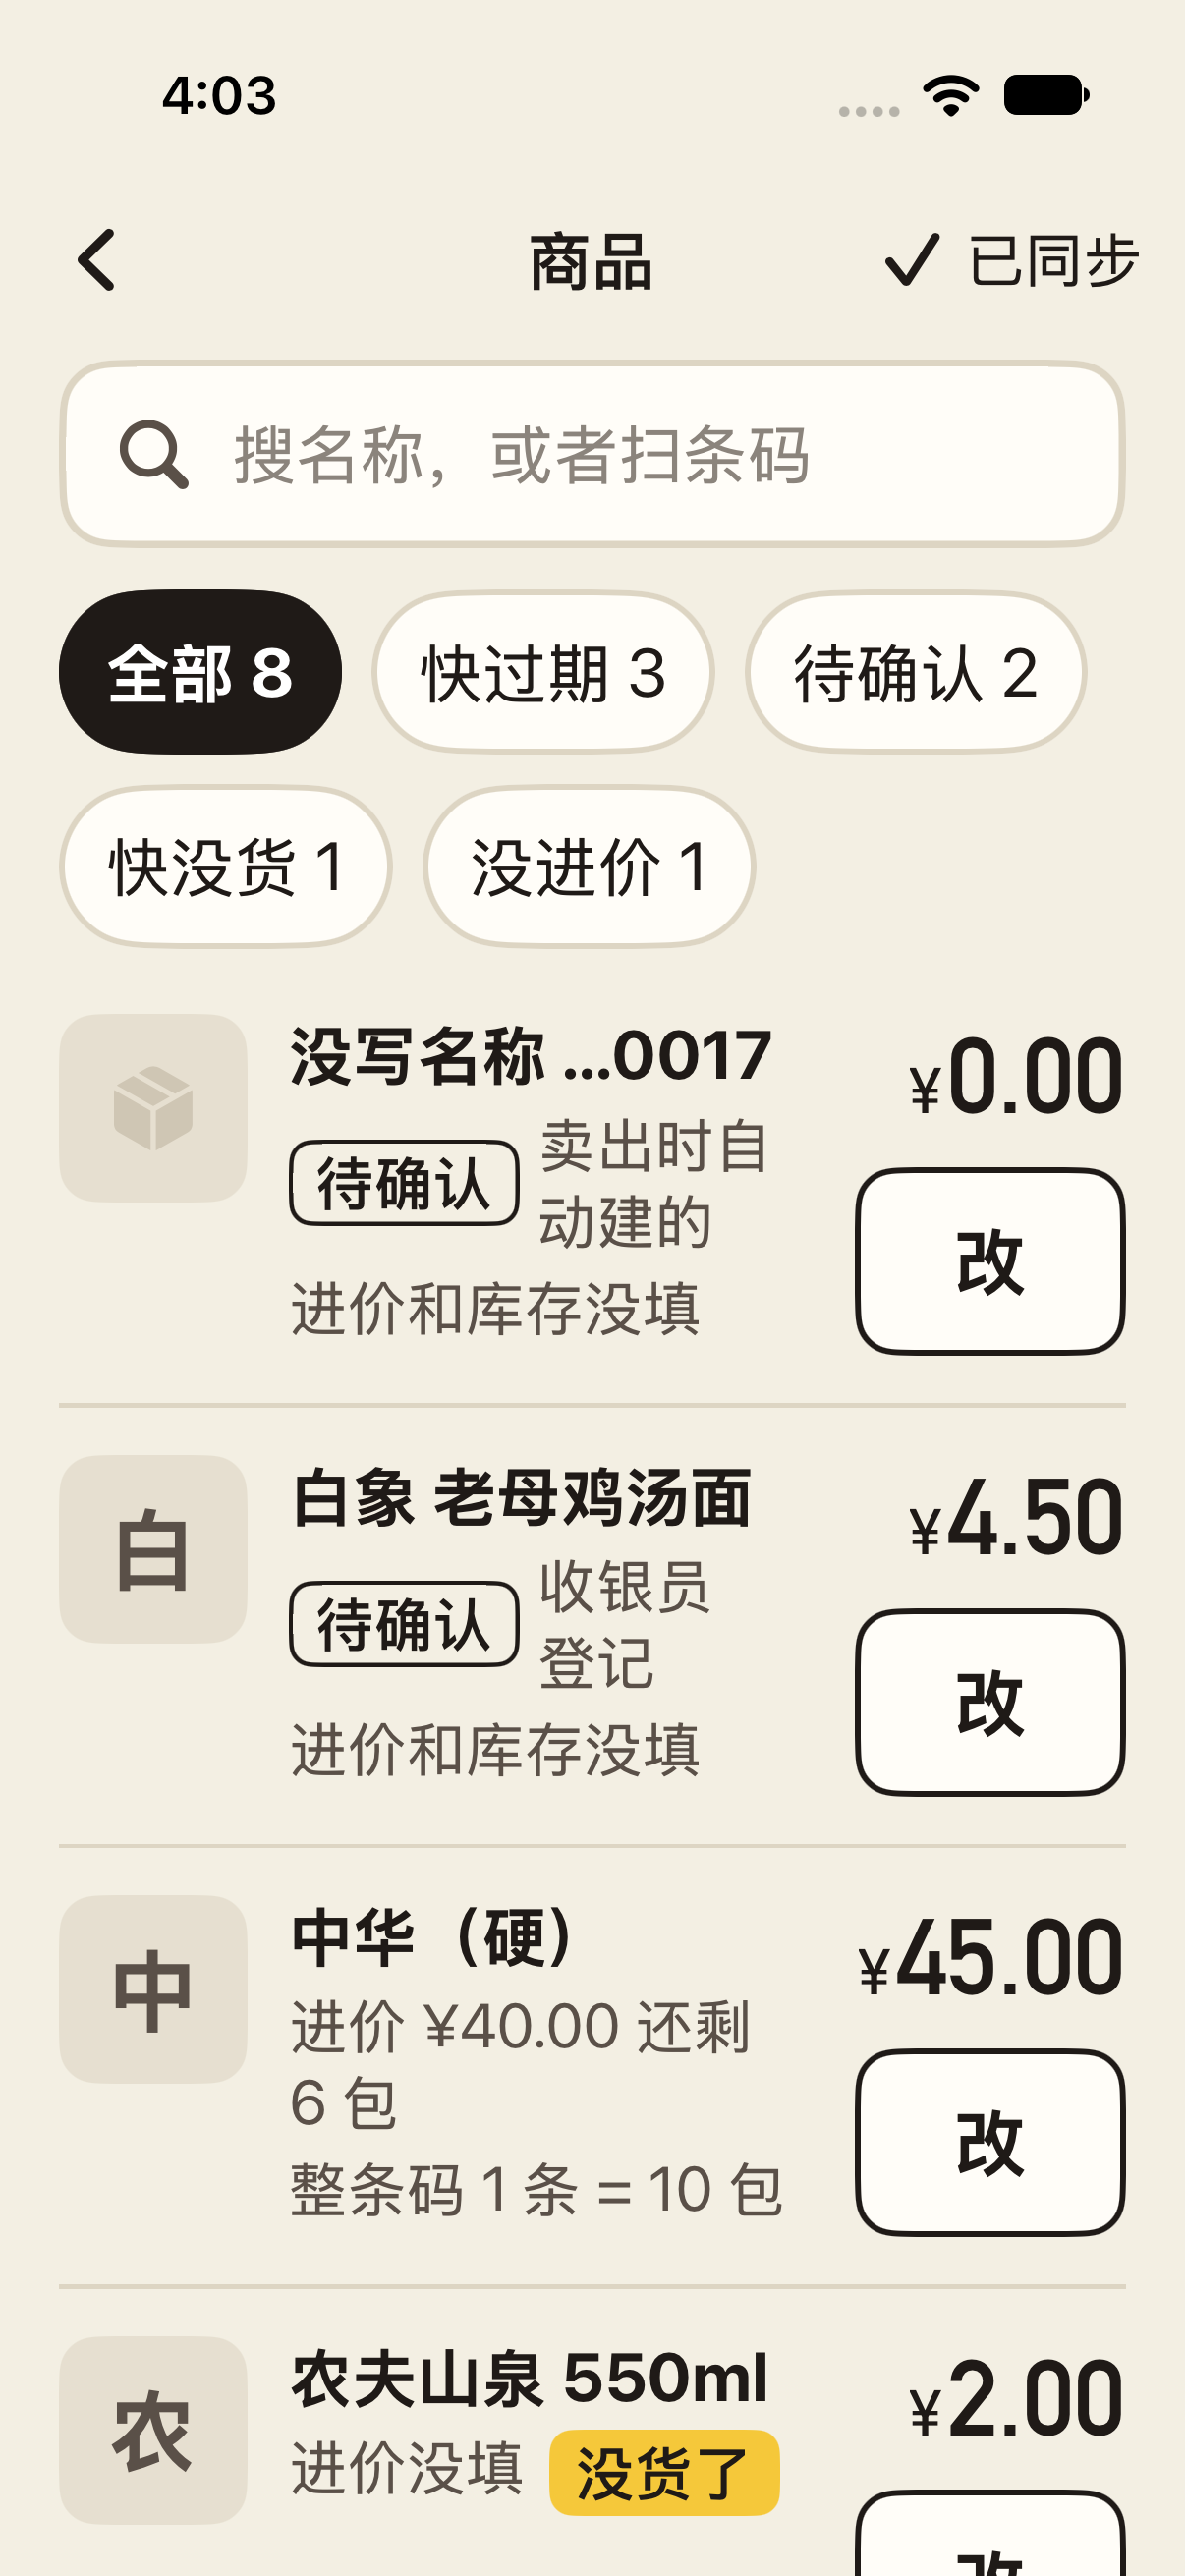 4:03
商品
已同步
搜名称，或者扫条码
全部 8
快过期 3
待确认 2
快没货 1
没进价 1
没写名称 …0017
¥0.00
待确认
卖出时自
动建的
进价和库存没填
改
白
白象 老母鸡汤面
¥4.50
待确认
收银员
登记
进价和库存没填
改
中
中华（硬）
¥45.00
进价 ¥40.00 还剩
6 包
整条码 1 条 = 10 包
改
农
农夫山泉 550ml
¥2.00
进价没填
没货了
改